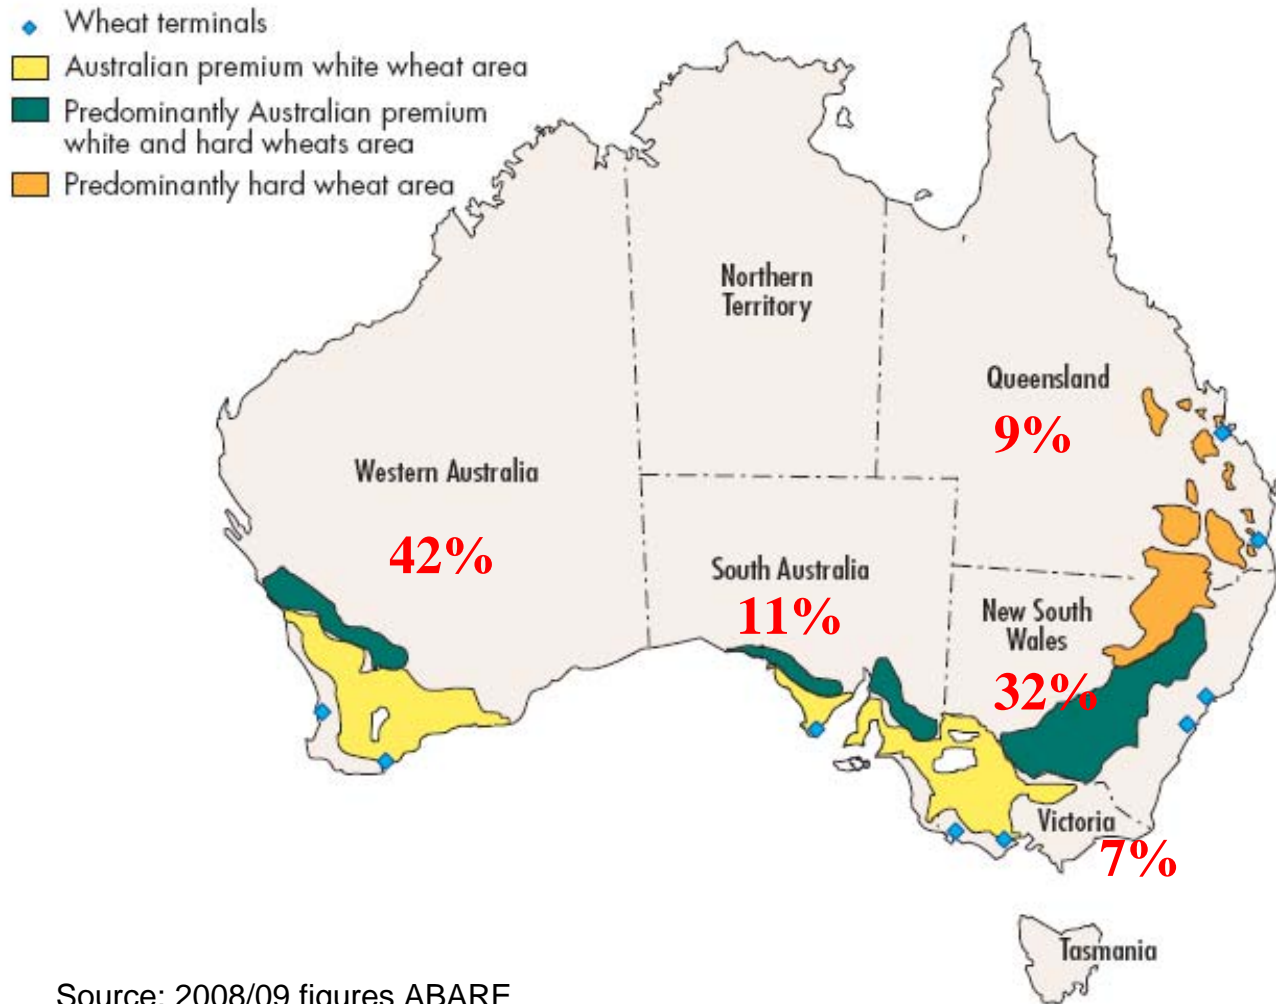 Wheat terminals
Australian premium white wheat area
Predominantly Australian premium
white and hard wheats area
Predominantly hard wheat area
Northern
Territory
Queensland
9%
Western Australia
42%
South Australia
11%
New South
Wales
32%
Victoria
7%
Tasmania
Source: 2008/09 figures ABARE